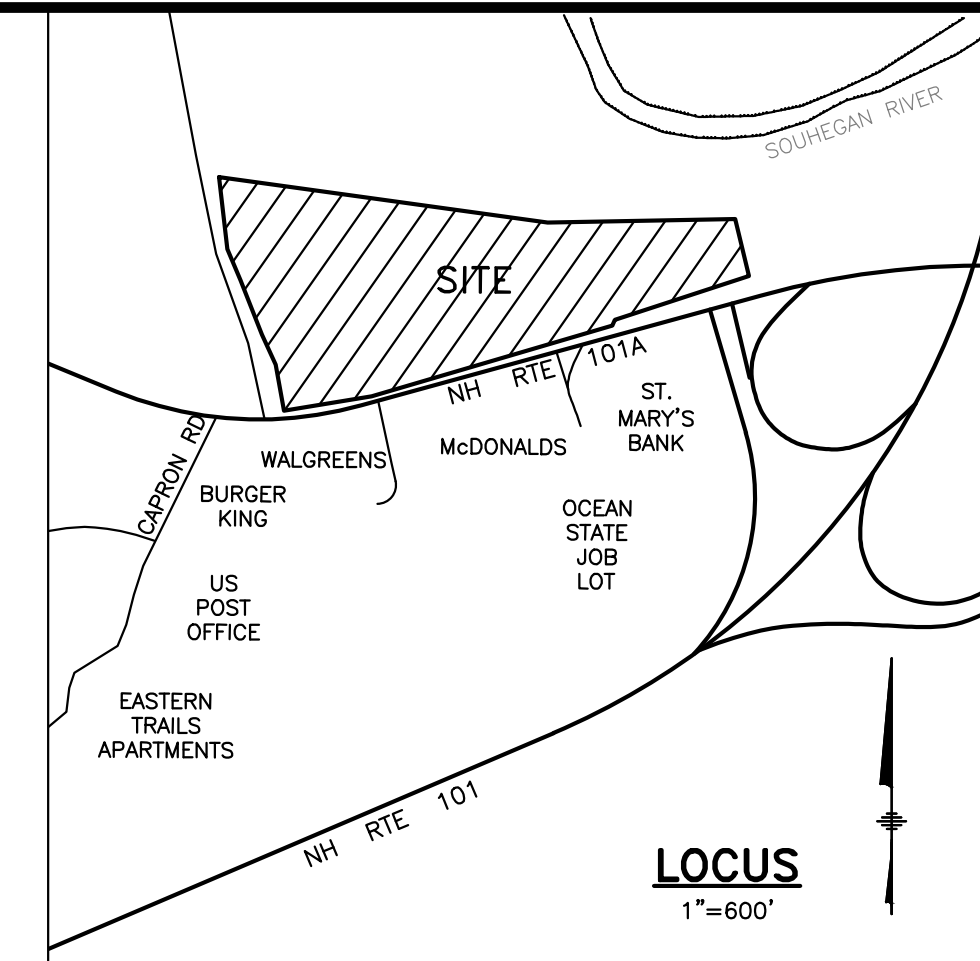 SOUHEGAN RIVER
SITE
NH RTE 101A
ST.
MARY'S
BANK
CAPRON RD
WALGREENS
McDONALDS
BURGER
KING
OCEAN
STATE
JOB
LOT
US
POST
OFFICE
EASTERN
TRAILS
APARTMENTS
NH RTE 101
LOCUS
1"=600'